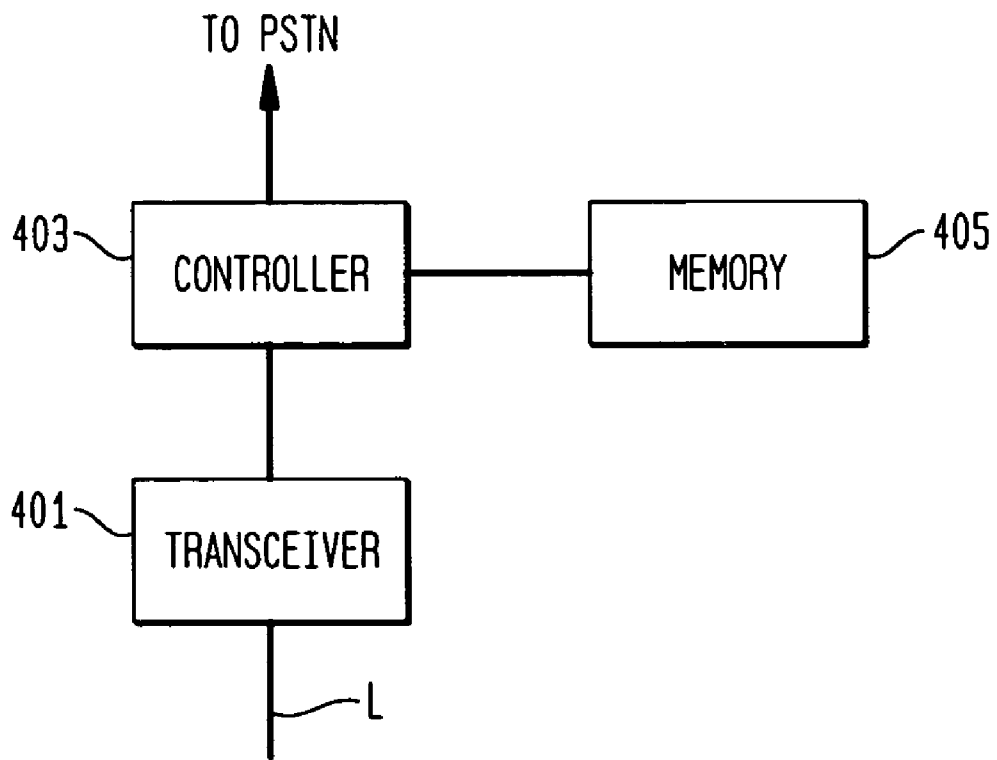 TO PSTN
403
CONTROLLER
MEMORY
405
401
TRANSCEIVER
L